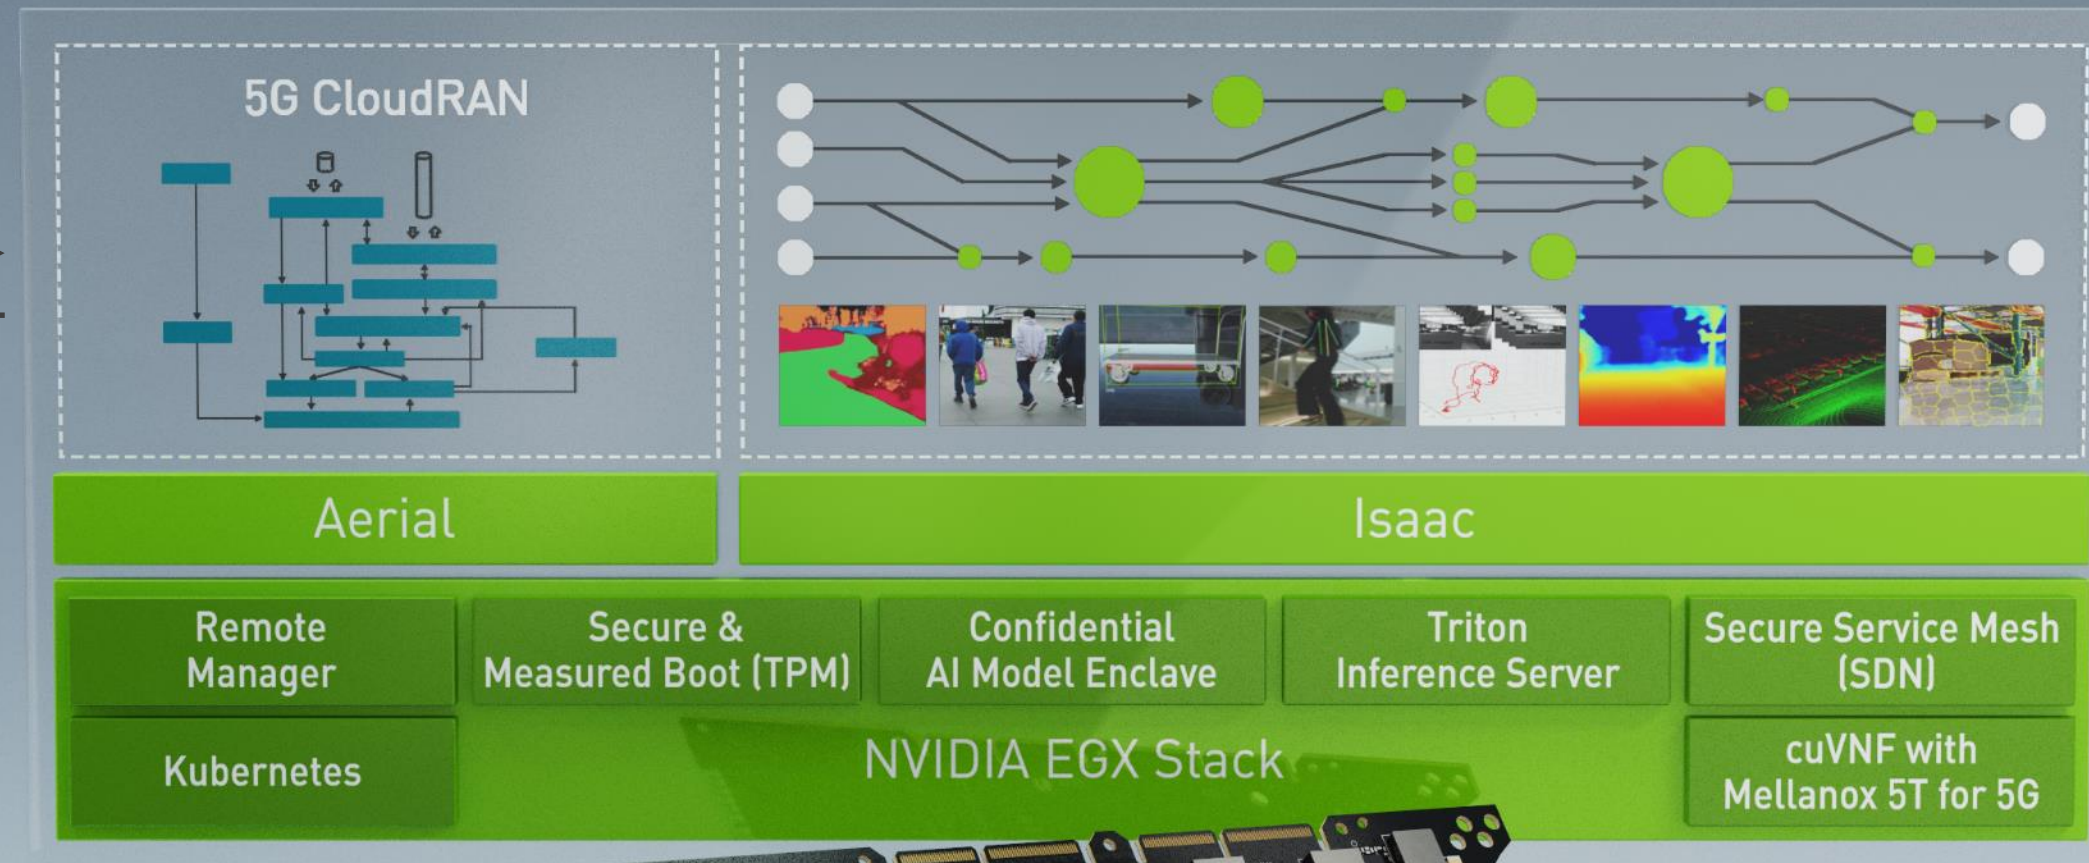 5G CloudRAN
Aerial
Isaac
Remote
Manager
Secure &
Measured Boot (TPM)
Confidential
AI Model Enclave
Triton
Inference Server
Secure Service Mesh
(SDN)
Kubernetes
NVIDIA EGX Stack
cuVNF with
Mellanox 5T for 5G